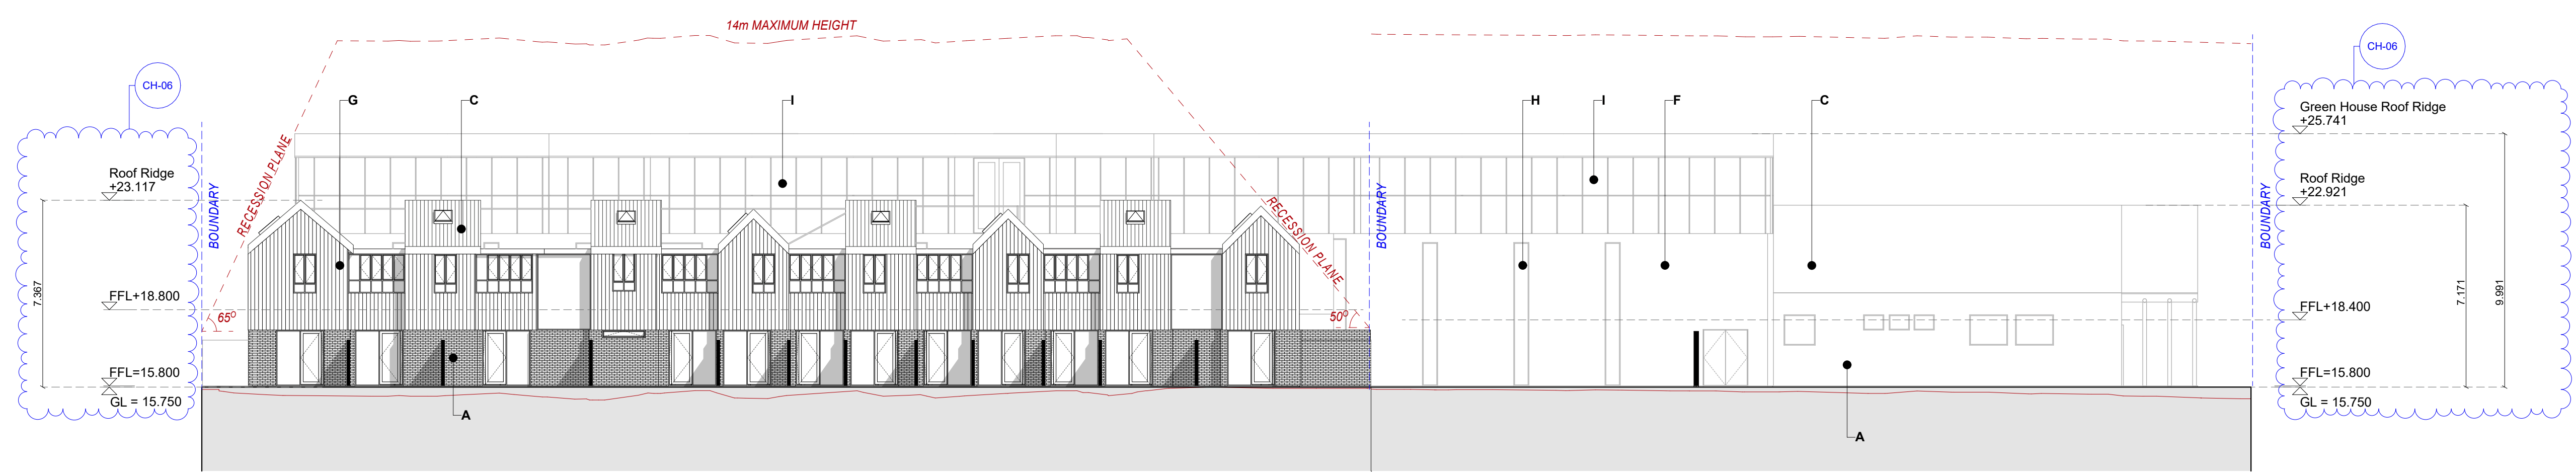 14m MAXIMUM HEIGHT
CH-06
CH-06
G
C
I
H
I
F
C
Green House Roof Ridge
+25.741
Roof Ridge
+23.117
Roof Ridge
+22.921
BOUNDARY
RECESSION PLANE
RECESSION PLANE
BOUNDARY
BOUNDARY
7.367
FFL+18.800
65⁰
50⁰
FFL+18.400
7.171
9.991
FFL=15.800
GL = 15.750
FFL=15.800
GL = 15.750
A
A